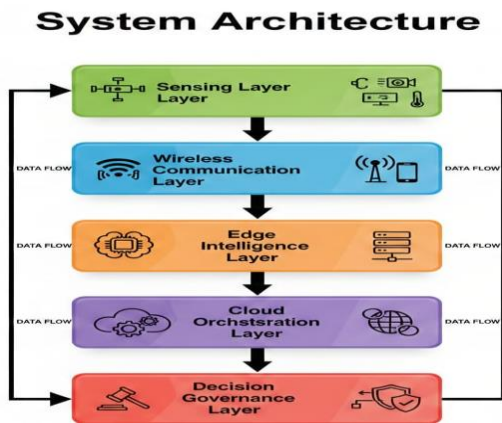 System Architecture
Sensing Layer
Layer
DATA FLOW
Wireless
Communication
Layer
DATA FLOW
Edge
Intelligence
Layer
DATA FLOW
DATA FLOW
DATA FLOW
Cloud
Orchstsration
Layer
DATA FLOW
Decision
Governance
Layer